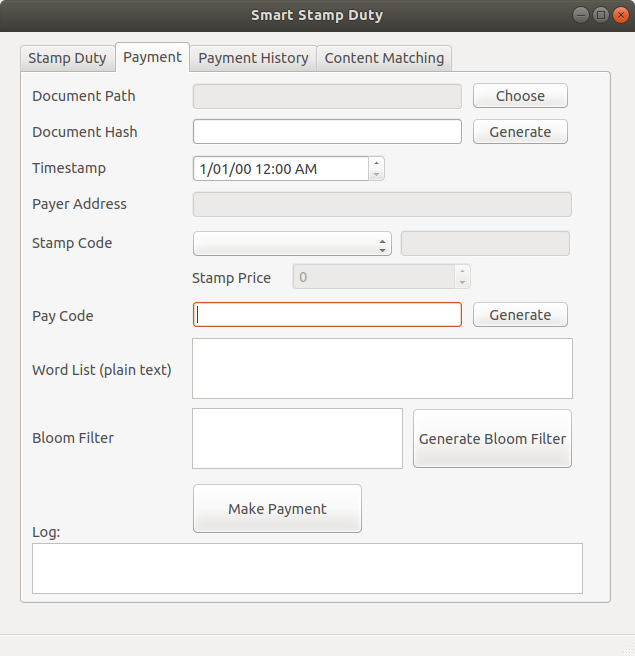 Smart Stamp Duty
Stamp Duty Payment Payment History Content Matching
Document Path Choose
Document Hash Generate
Timestamp 1/01/00 12:00 AM
Payer Address
Stamp Code
Stamp Price 0
Pay Code Generate
Word List (plain text)
Bloom Filter Generate Bloom Filter
Make Payment
Log: